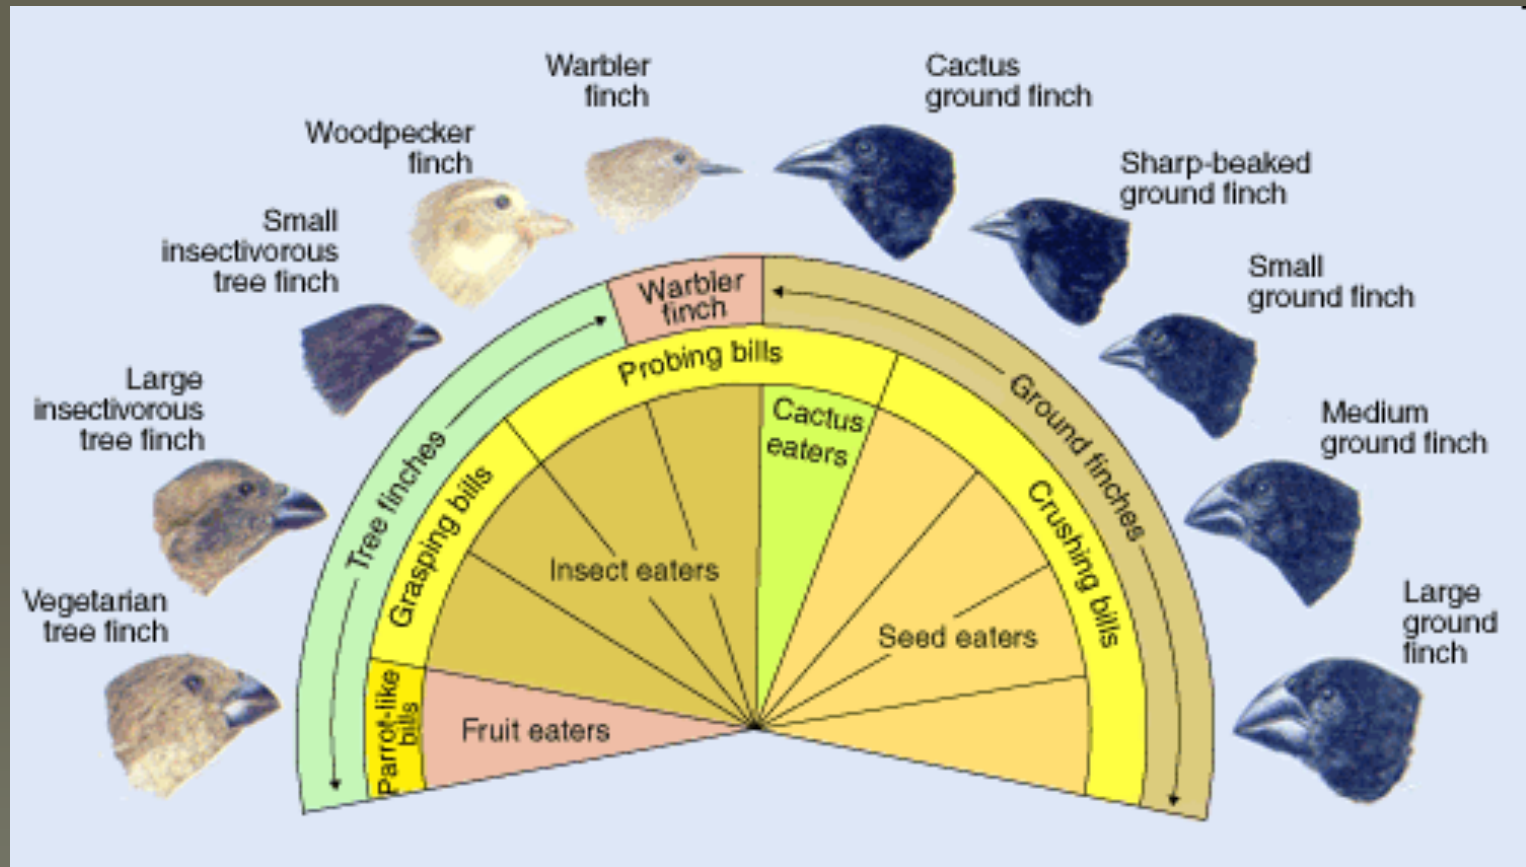 Warbler
finch
Cactus
ground finch
Woodpecker
finch
Sharp-beaked
ground finch
Small
insectivorous
tree finch
Small
ground finch
Large
insectivorous
tree finch
Medium
ground finch
Vegetarian
tree finch
Large
ground
finch
Warbler
finch
Tree finches
Ground finches
Probing bills
Grasping bills
Crushing bills
Parrot-like
bills
Cactus
eaters
Insect eaters
Seed eaters
Fruit eaters